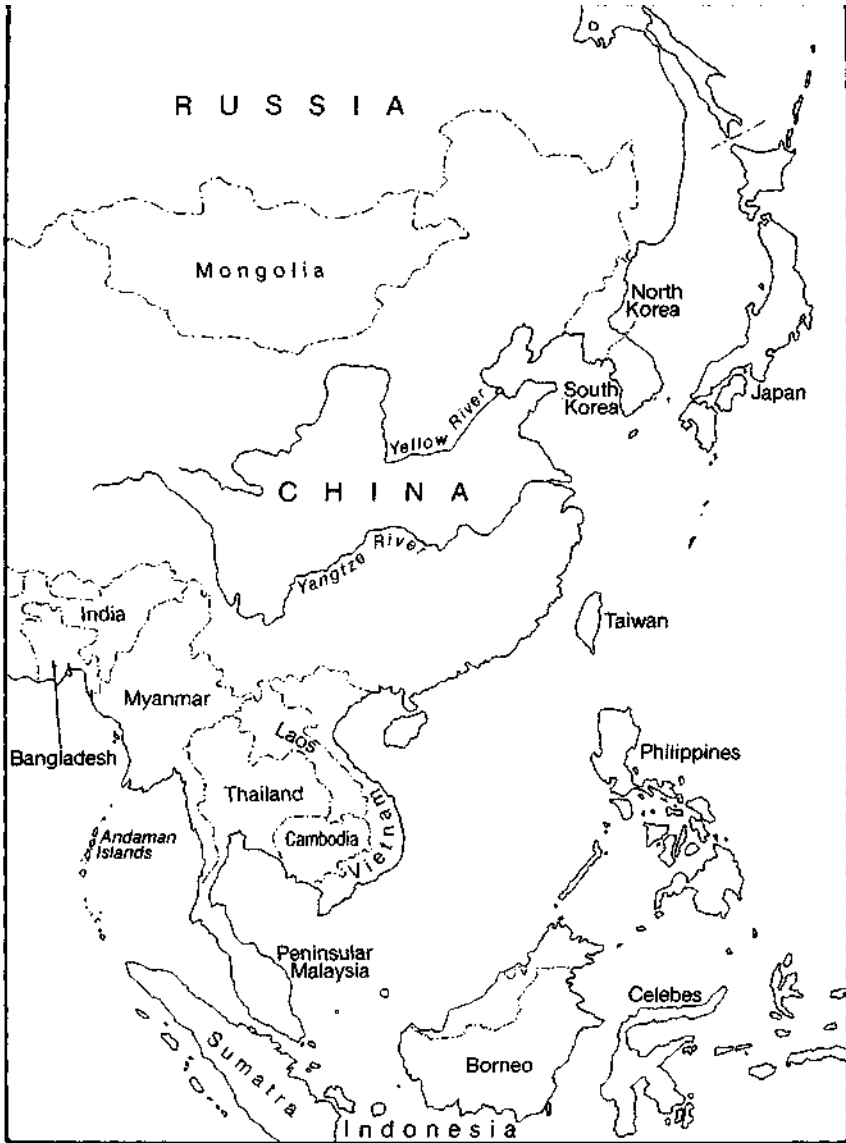 RUSSIA
Mongolia
North
Korea
South
Korea
Japan
Yellow River
CHINA
Yangtze River
India
Taiwan
Myanmar
Laos
Bangladesh
Philippines
Thailand
Vietnam
Cambodia
Andaman
Islands
Peninsular
Malaysia
Celebes
Sumatra
Borneo
Indonesia